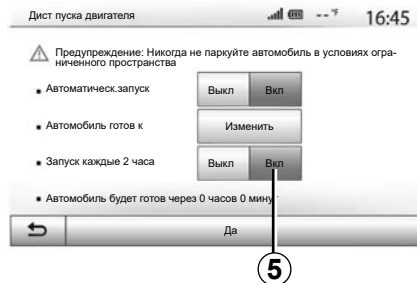 Дист пуска двигателя
-- °F
16:45
Предупреждение: Никогда не паркуйте автомобиль в условиях огра-
ниченного пространства
Автоматическ.запуск
Выкл
Вкл
Автомобиль готов к
Изменить
Запуск каждые 2 часа
Выкл
Вкл
Автомобиль будет готов через 0 часов 0 мину
Да
5